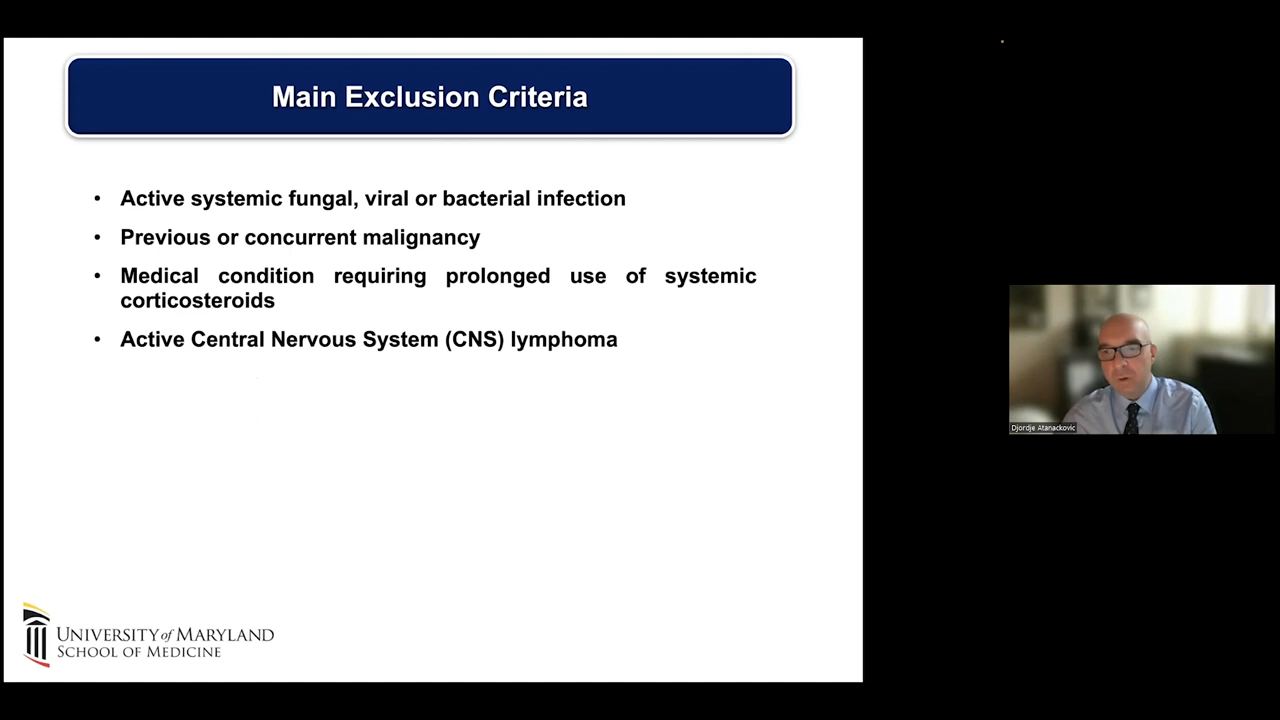 Main Exclusion Criteria
• Active systemic fungal, viral or bacterial infection
• Previous or concurrent malignancy
• Medical condition requiring prolonged use of systemic
corticosteroids
• Active Central Nervous System (CNS) lymphoma
Djordje Atanackovic
UNIVERSITY of MARYLAND
SCHOOL OF MEDICINE